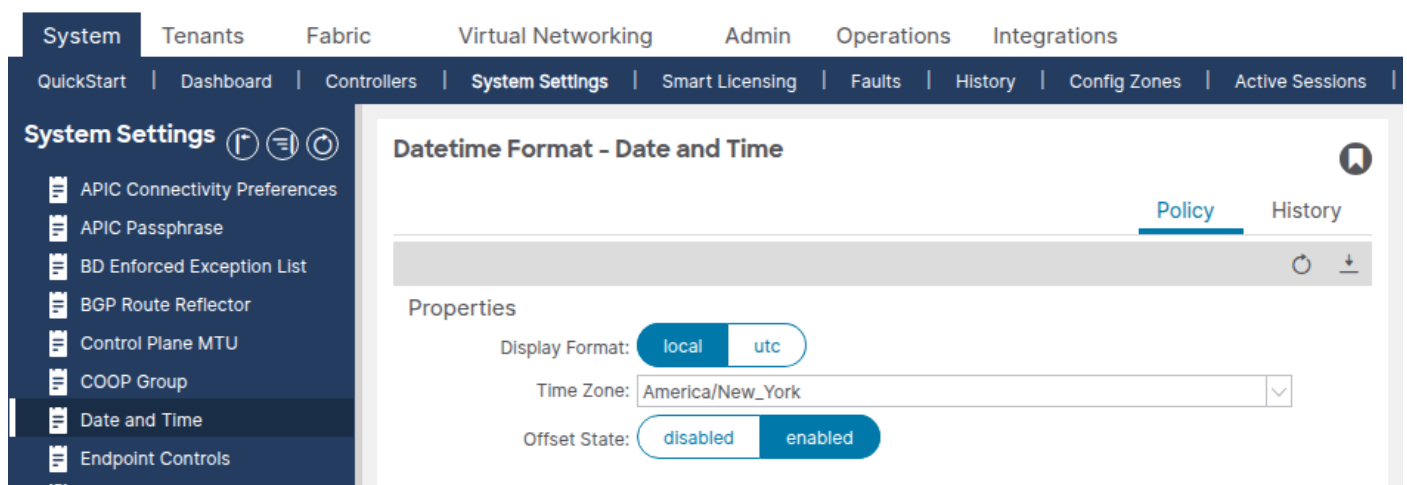 System Tenants Fabric Virtual Networking Admin Operations Integrations
QuickStart | Dashboard | Controllers | System Settings | Smart Licensing | Faults | History | Config Zones | Active Sessions |
System Settings
APIC Connectivity Preferences
APIC Passphrase
BD Enforced Exception List
BGP Route Reflector
Control Plane MTU
COOP Group
Date and Time
Endpoint Controls
Datetime Format - Date and Time
Policy History
Properties
Display Format: local utc
Time Zone: America/New_York
Offset State: disabled enabled